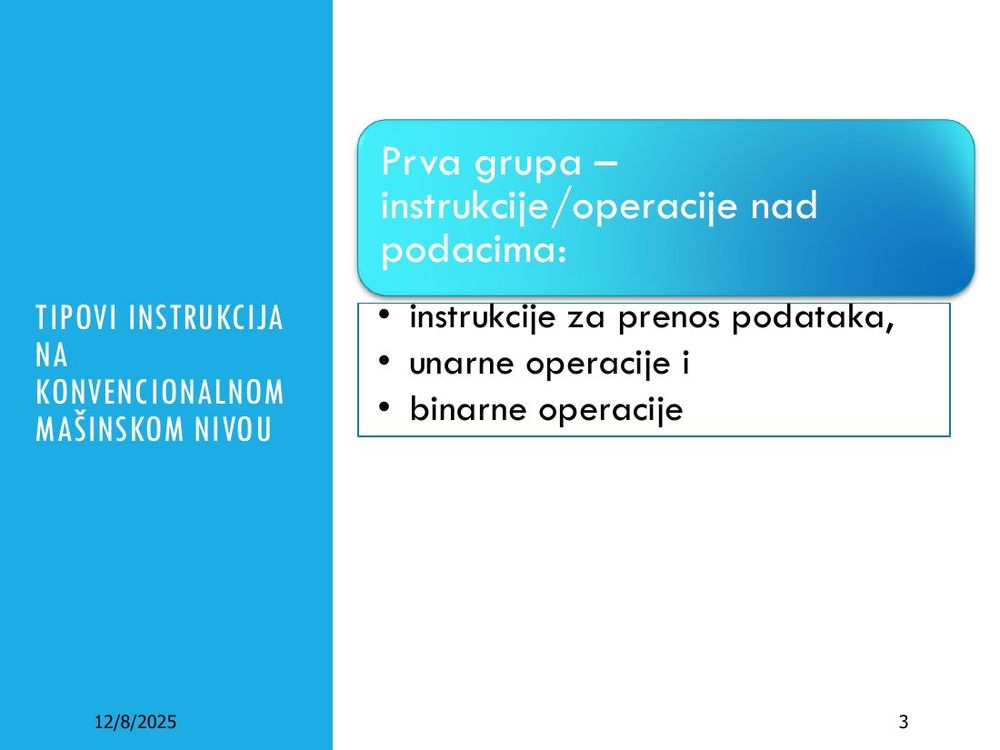 TIPOVI INSTRUKCIJA
NA
KONVENCIONALNOM
MAŠINSKOM NIVOU
Prva grupa –
instrukcije/operacije nad
podacima:
• instrukcije za prenos podataka,
• unarne operacije i
• binarne operacije
12/8/2025
3